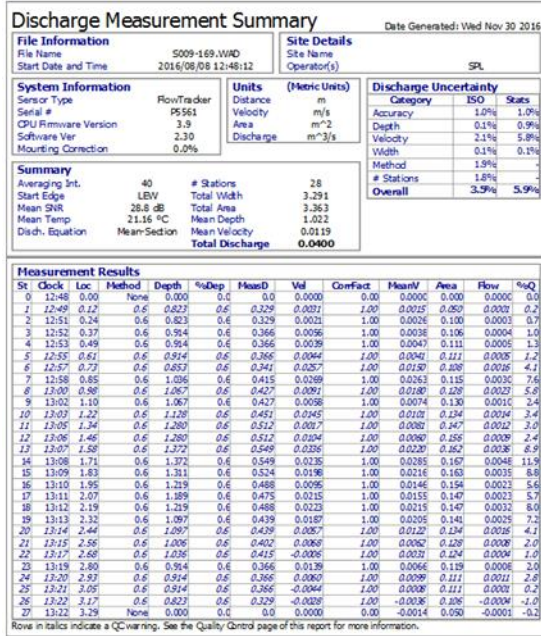 Discharge Measurement Summary
Date Generated: Wed Nov 30 2016
File Information
File Name S009-169.WAD
Start Date and Time 2016/08/08 12:48:12
Site Details
Site Name
Operator(s) SPL
System Information
Sensor Type FlowTracker
Serial # P5561
CPU Firmware Version 3.9
Software Ver 2.30
Mounting Correction 0.0%
Units (Metric Units)
Distance m
Velocity m/s
Area m^2
Discharge m^3/s
Discharge Uncertainty
Category ISO Stats
Accuracy 1.0% 1.0%
Depth 0.1% 0.9%
Velocity 2.1% 5.8%
Width 0.1% 0.1%
Method 1.9% -
# Stations 1.8% -
Overall 3.5% 5.9%
Summary
Averaging Int. 40 # Stations 28
Start Edge LEW Total Width 3.291
Mean SNR 28.8 dB Total Area 3.363
Mean Temp 21.16 ºC Mean Depth 1.022
Disch. Equation Mean-Section Mean Velocity 0.0119
Total Discharge 0.0400
Measurement Results
St Clock Loc Method Depth %Dep MeasD Vel CorrFact MeanV Area Flow %Q
0 12:48 0.00 None 0.000 0.0 0.0 0.0000 0.00 0.0000 0.000 0.0000 0.0
1 12:49 0.12 0.6 0.823 0.6 0.329 0.0031 1.00 0.0015 0.050 0.0001 0.2
2 12:51 0.24 0.6 0.823 0.6 0.329 0.0021 1.00 0.0026 0.100 0.0003 0.7
3 12:52 0.37 0.6 0.914 0.6 0.366 0.0056 1.00 0.0038 0.106 0.0004 1.0
4 12:53 0.49 0.6 0.914 0.6 0.366 0.0039 1.00 0.0047 0.111 0.0005 1.3
5 12:55 0.61 0.6 0.914 0.6 0.366 0.0044 1.00 0.0041 0.111 0.0005 1.2
6 12:57 0.73 0.6 0.853 0.6 0.341 0.0257 1.00 0.0150 0.108 0.0016 4.1
7 12:58 0.85 0.6 1.036 0.6 0.415 0.0269 1.00 0.0263 0.115 0.0030 7.6
8 13:00 0.98 0.6 1.067 0.6 0.427 0.0091 1.00 0.0180 0.128 0.0023 5.8
9 13:02 1.10 0.6 1.067 0.6 0.427 0.0058 1.00 0.0074 0.130 0.0010 2.4
10 13:03 1.22 0.6 1.128 0.6 0.451 0.0145 1.00 0.0101 0.134 0.0014 3.4
11 13:05 1.34 0.6 1.280 0.6 0.512 0.0017 1.00 0.0081 0.147 0.0012 3.0
12 13:06 1.46 0.6 1.280 0.6 0.512 0.0104 1.00 0.0060 0.156 0.0009 2.4
13 13:07 1.58 0.6 1.372 0.6 0.549 0.0336 1.00 0.0220 0.162 0.0036 8.9
14 13:08 1.71 0.6 1.372 0.6 0.549 0.0235 1.00 0.0285 0.167 0.0048 11.9
15 13:09 1.83 0.6 1.311 0.6 0.524 0.0198 1.00 0.0216 0.163 0.0035 8.8
16 13:10 1.95 0.6 1.219 0.6 0.488 0.0095 1.00 0.0146 0.154 0.0023 5.6
17 13:11 2.07 0.6 1.189 0.6 0.475 0.0215 1.00 0.0155 0.147 0.0023 5.7
18 13:12 2.19 0.6 1.219 0.6 0.488 0.0223 1.00 0.0219 0.147 0.0032 8.0
19 13:13 2.32 0.6 1.097 0.6 0.439 0.0187 1.00 0.0205 0.141 0.0029 7.2
20 13:14 2.44 0.6 1.097 0.6 0.439 0.0057 1.00 0.0122 0.134 0.0016 4.1
21 13:15 2.56 0.6 1.006 0.6 0.402 0.0068 1.00 0.0062 0.128 0.0008 2.0
22 13:17 2.68 0.6 1.036 0.6 0.415 -0.0006 1.00 0.0031 0.124 0.0004 1.0
23 13:19 2.80 0.6 0.914 0.6 0.366 0.0139 1.00 0.0066 0.119 0.0008 2.0
24 13:20 2.93 0.6 0.914 0.6 0.366 0.0060 1.00 0.0099 0.111 0.0011 2.8
25 13:21 3.05 0.6 0.914 0.6 0.366 -0.0044 1.00 0.0008 0.111 0.0001 0.2
26 13:22 3.17 0.6 0.823 0.6 0.329 -0.0028 1.00 -0.0036 0.106 -0.0004 -1.0
27 13:22 3.29 None 0.000 0.0 0.0 0.0000 0.00 -0.0014 0.050 -0.0001 -0.2
Rows in italics indicate a QC warning. See the Quality Control page of this report for more information.